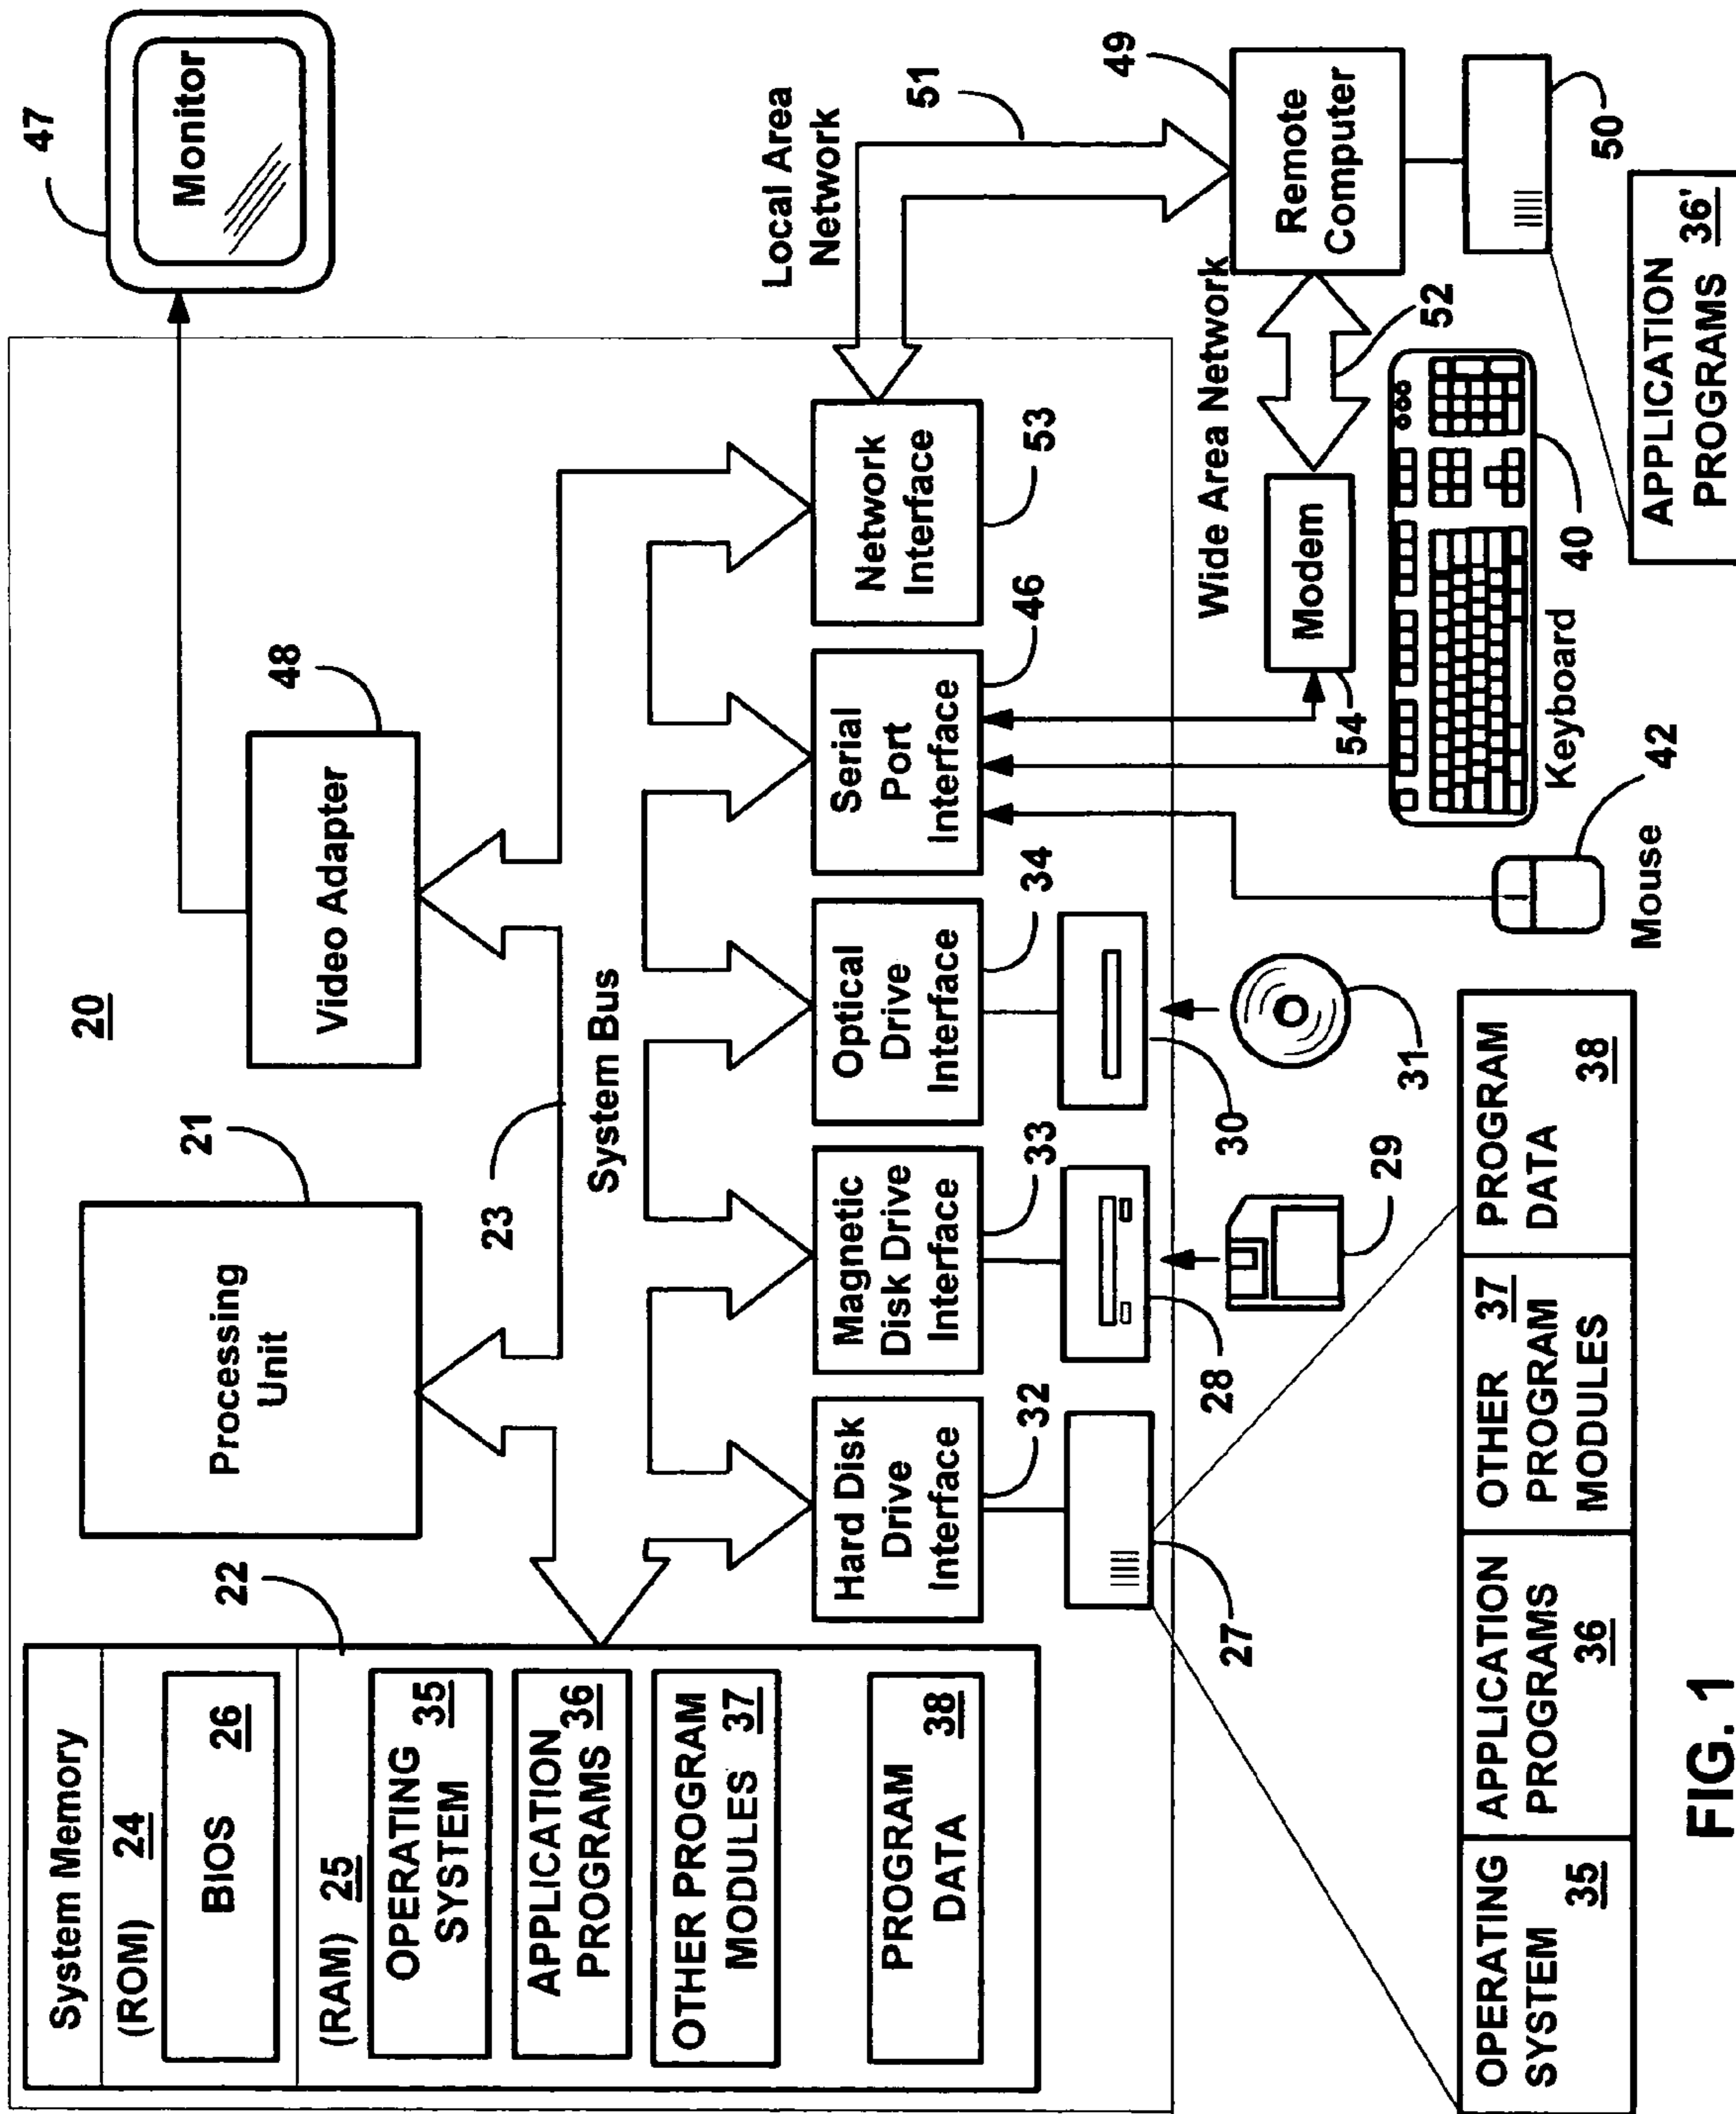 System Memory
(ROM) 24
BIOS 26
(RAM) 25
22
OPERATING
SYSTEM 35
APPLICATION
PROGRAMS 36
OTHER PROGRAM
MODULES 37
PROGRAM
DATA 38
20
Processing
Unit
21
Video Adapter
48
47
Monitor
23
System Bus
Hard Disk
Drive
Interface
32
Magnetic
Disk Drive
Interface
33
Optical
Drive
Interface
34
Serial
Port
Interface
46
Network
Interface
53
Local Area
Network
51
27
28
30
29
31
Wide Area Network
52
Modem
54
49
Remote
Computer
50
Keyboard
40
Mouse
42
OPERATING
SYSTEM 35
APPLICATION
PROGRAMS
36
OTHER 37
PROGRAM
MODULES
PROGRAM
DATA
38
APPLICATION
PROGRAMS 36'
FIG. 1